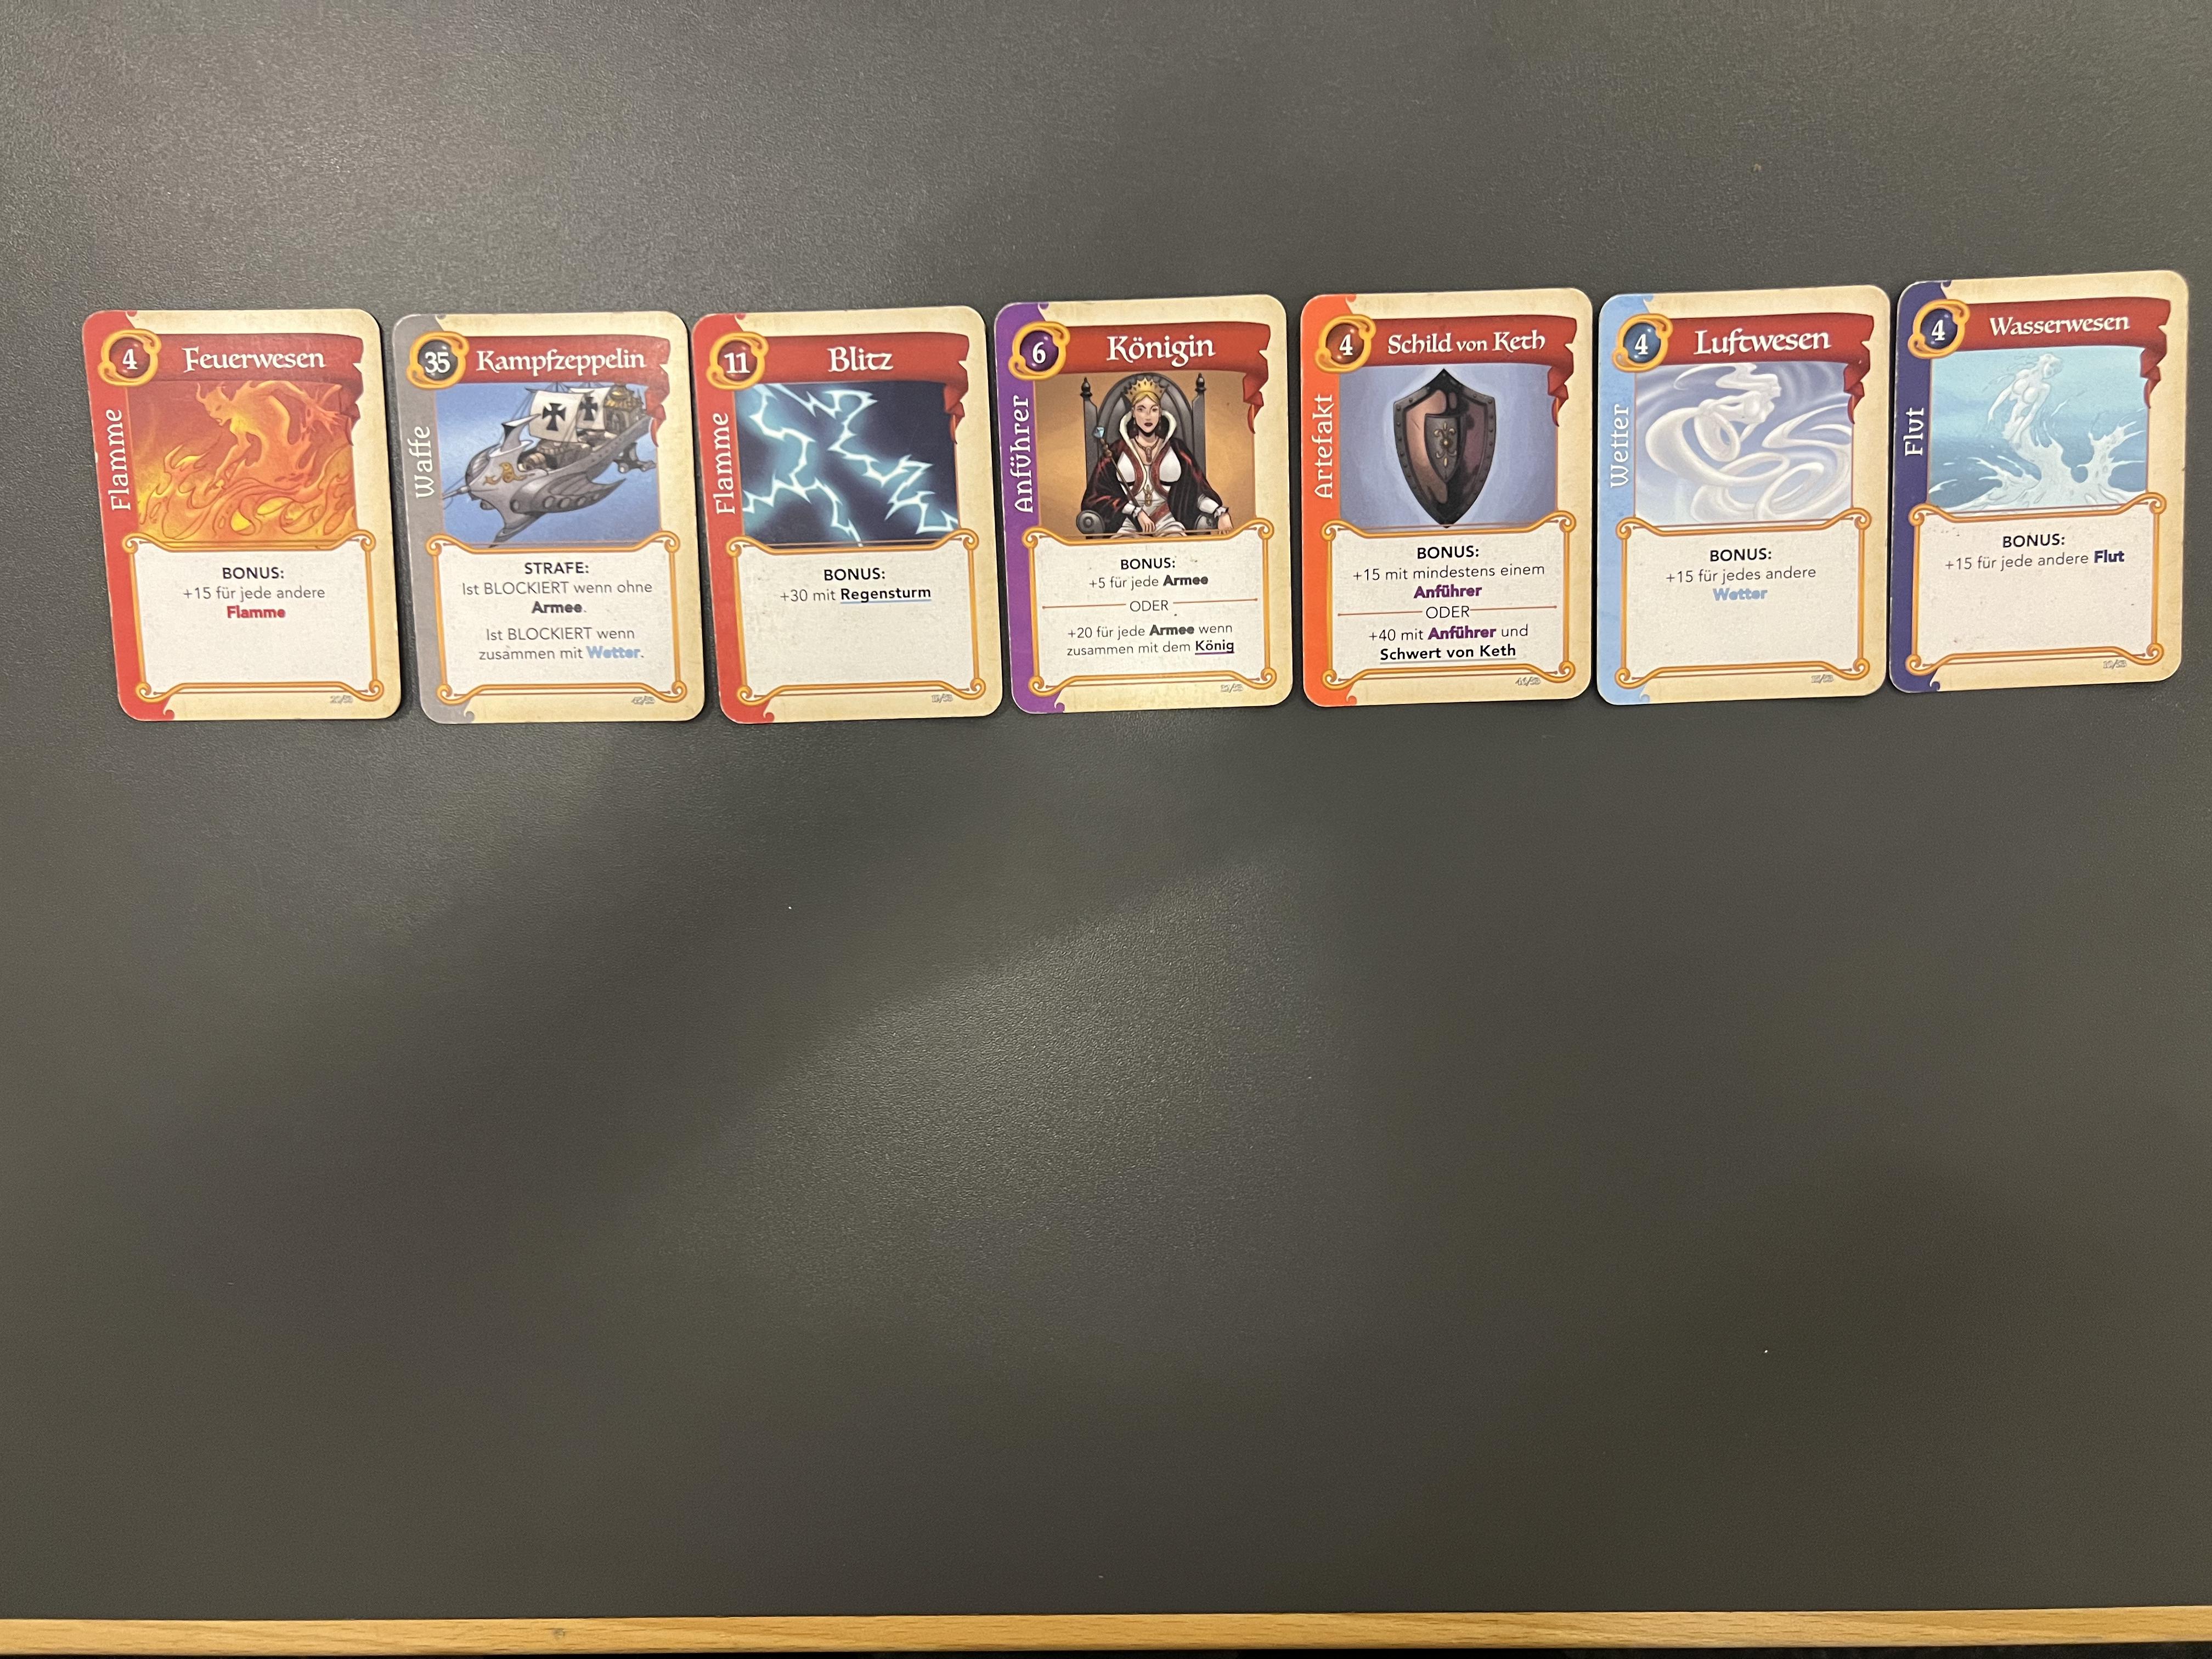 4 Feuerwesen
Flamme
BONUS:
+15 für jede andere
Flamme
35 Kampfzeppelin
Waffe
STRAFE:
Ist BLOCKIERT wenn ohne
Armee.
Ist BLOCKIERT wenn
zusammen mit Wetter.
11 Blitz
Flamme
BONUS:
+30 mit Regensturm
6 Königin
Anführer
BONUS:
+5 für jede Armee
ODER
+20 für jede Armee wenn
zusammen mit dem König
4 Schild von Keth
Artefakt
BONUS:
+15 mit mindestens einem
Anführer
ODER
+40 mit Anführer und
Schwert von Keth
4 Luftwesen
Wetter
BONUS:
+15 für jedes andere
Wetter
4 Wasserwesen
Flut
BONUS:
+15 für jede andere Flut